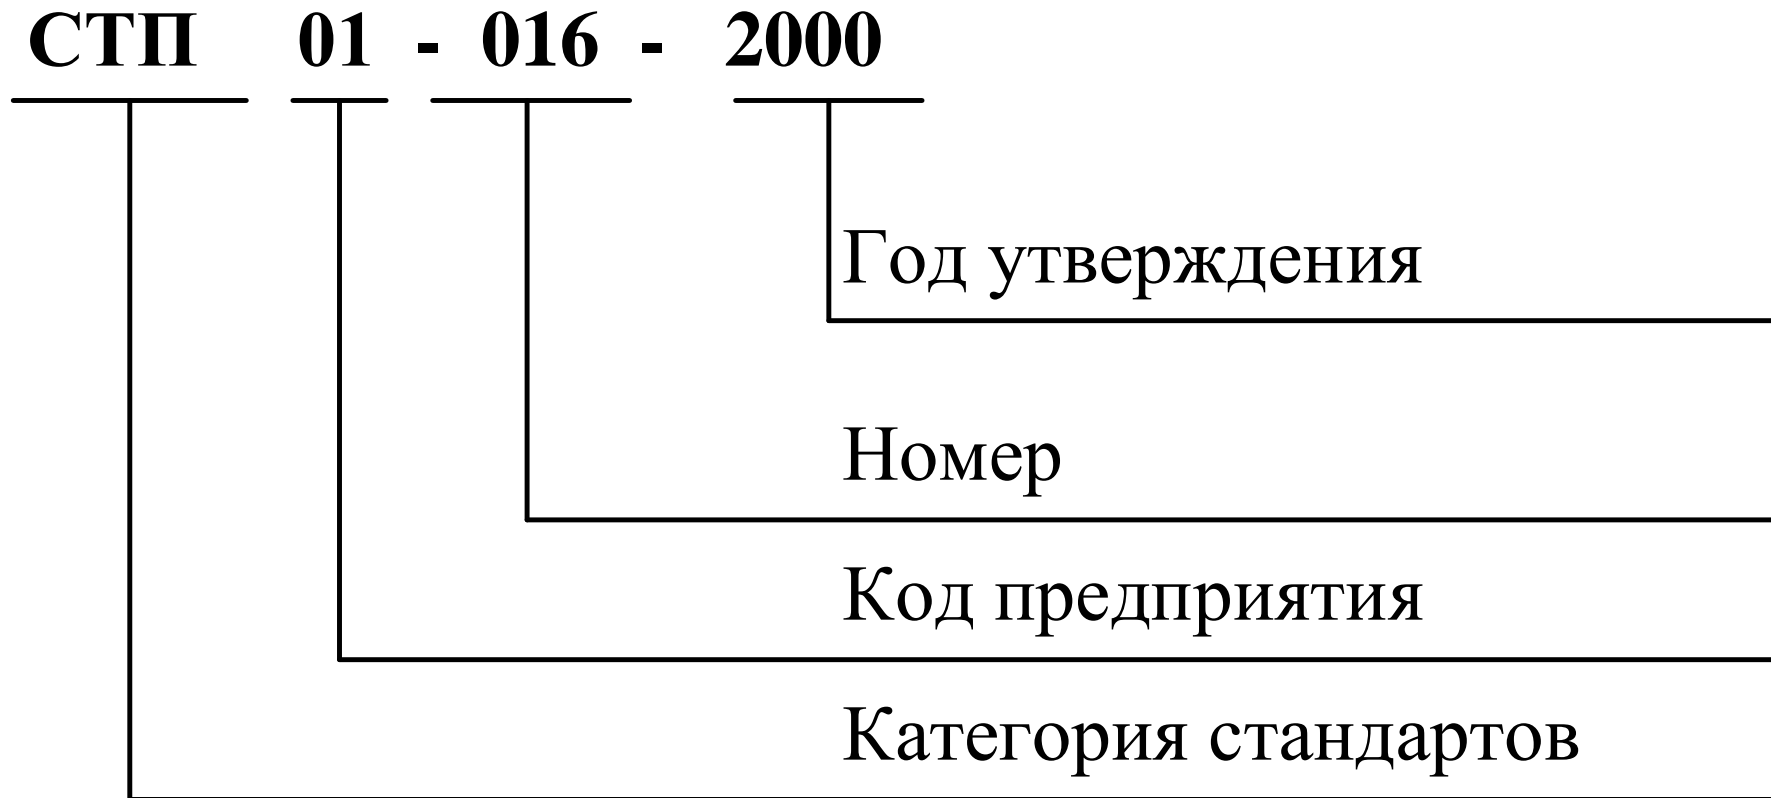 СТП 01 - 016 - 2000
Год утверждения
Номер
Код предприятия
Категория стандартов